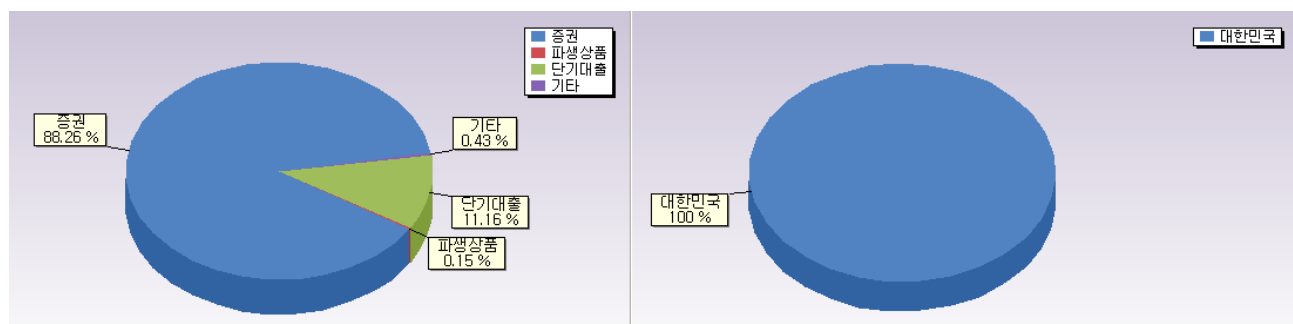 증권
파생상품
단기대출
기타
증권
88.26 %
기타
0.43 %
단기대출
11.16 %
파생상품
0.15 %
대한민국
대한민국
100 %